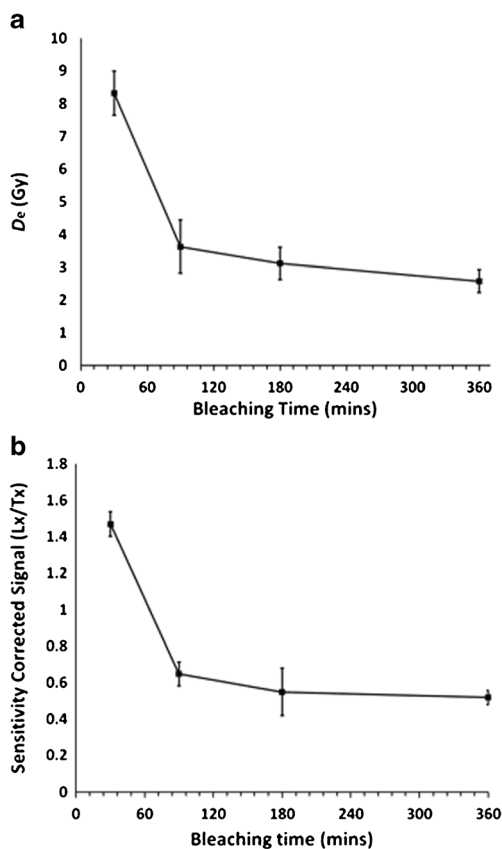 a
10
9
8
7
6
5
4
3
2
1
0
De (Gy)
0 60 120 180 240 300 360
Bleaching Time (mins)
b
1.8
1.6
1.4
1.2
1
0.8
0.6
0.4
0.2
0
Sensitivity Corrected Signal (Lx/Tx)
0 60 120 180 240 300 360
Bleaching time (mins)